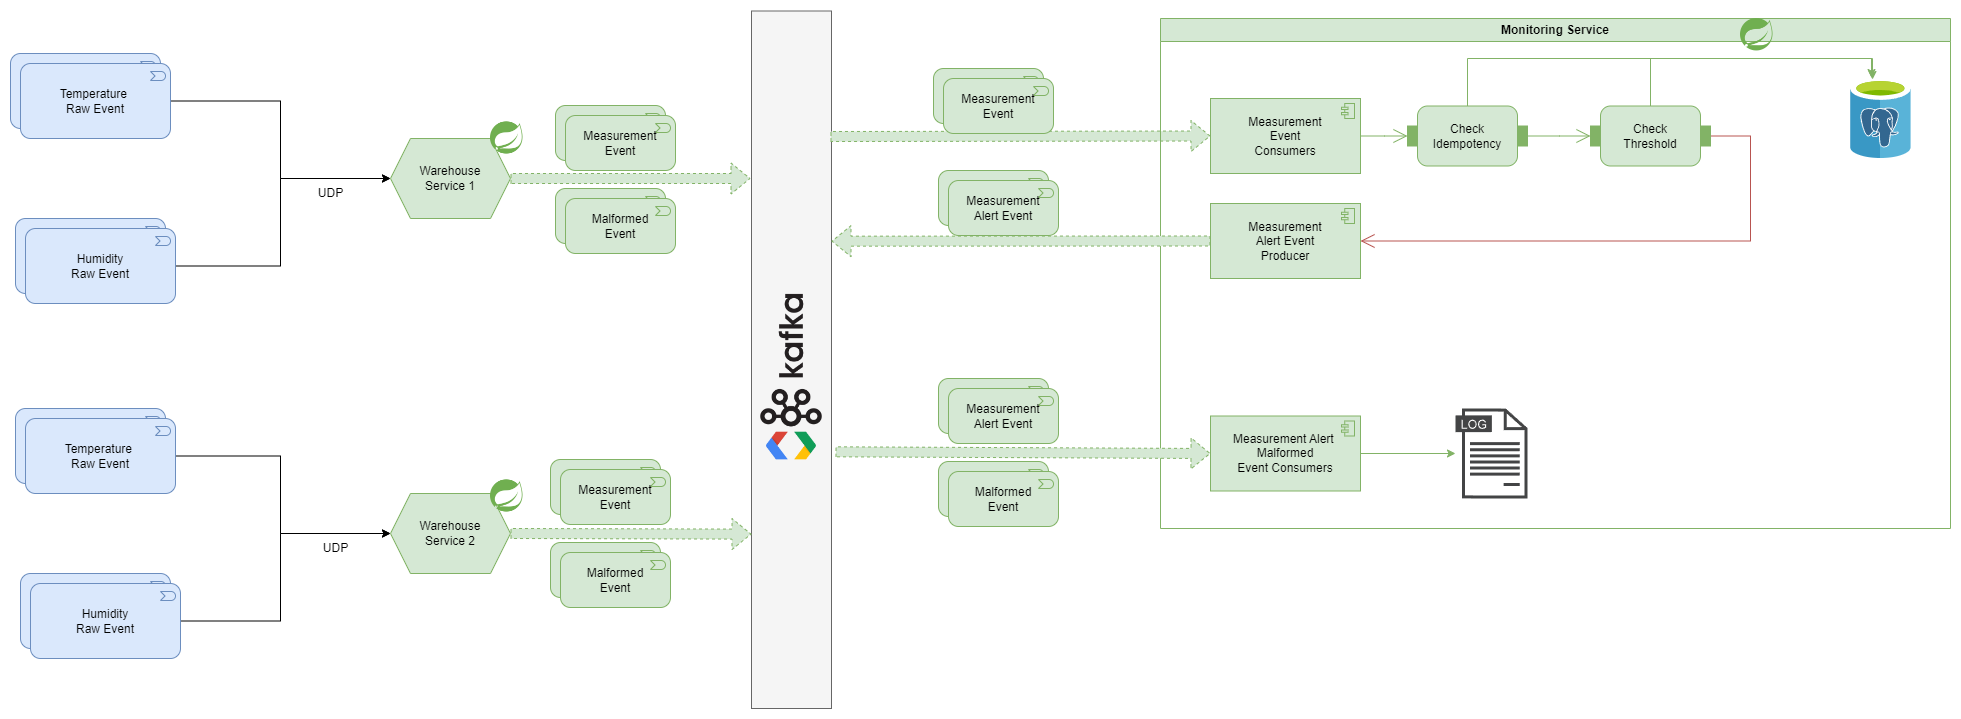 Temperature
Raw Event
Humidity
Raw Event
UDP
Warehouse
Service 1
Measurement
Event
Malformed
Event
Temperature
Raw Event
Humidity
Raw Event
UDP
Warehouse
Service 2
Measurement
Event
Malformed
Event
kafka
Measurement
Event
Measurement
Alert Event
Measurement
Alert Event
Malformed
Event
Monitoring Service
Measurement
Event
Consumers
Check
Idempotency
Check
Threshold
Measurement
Alert Event
Producer
Measurement Alert
Malformed
Event Consumers
LOG